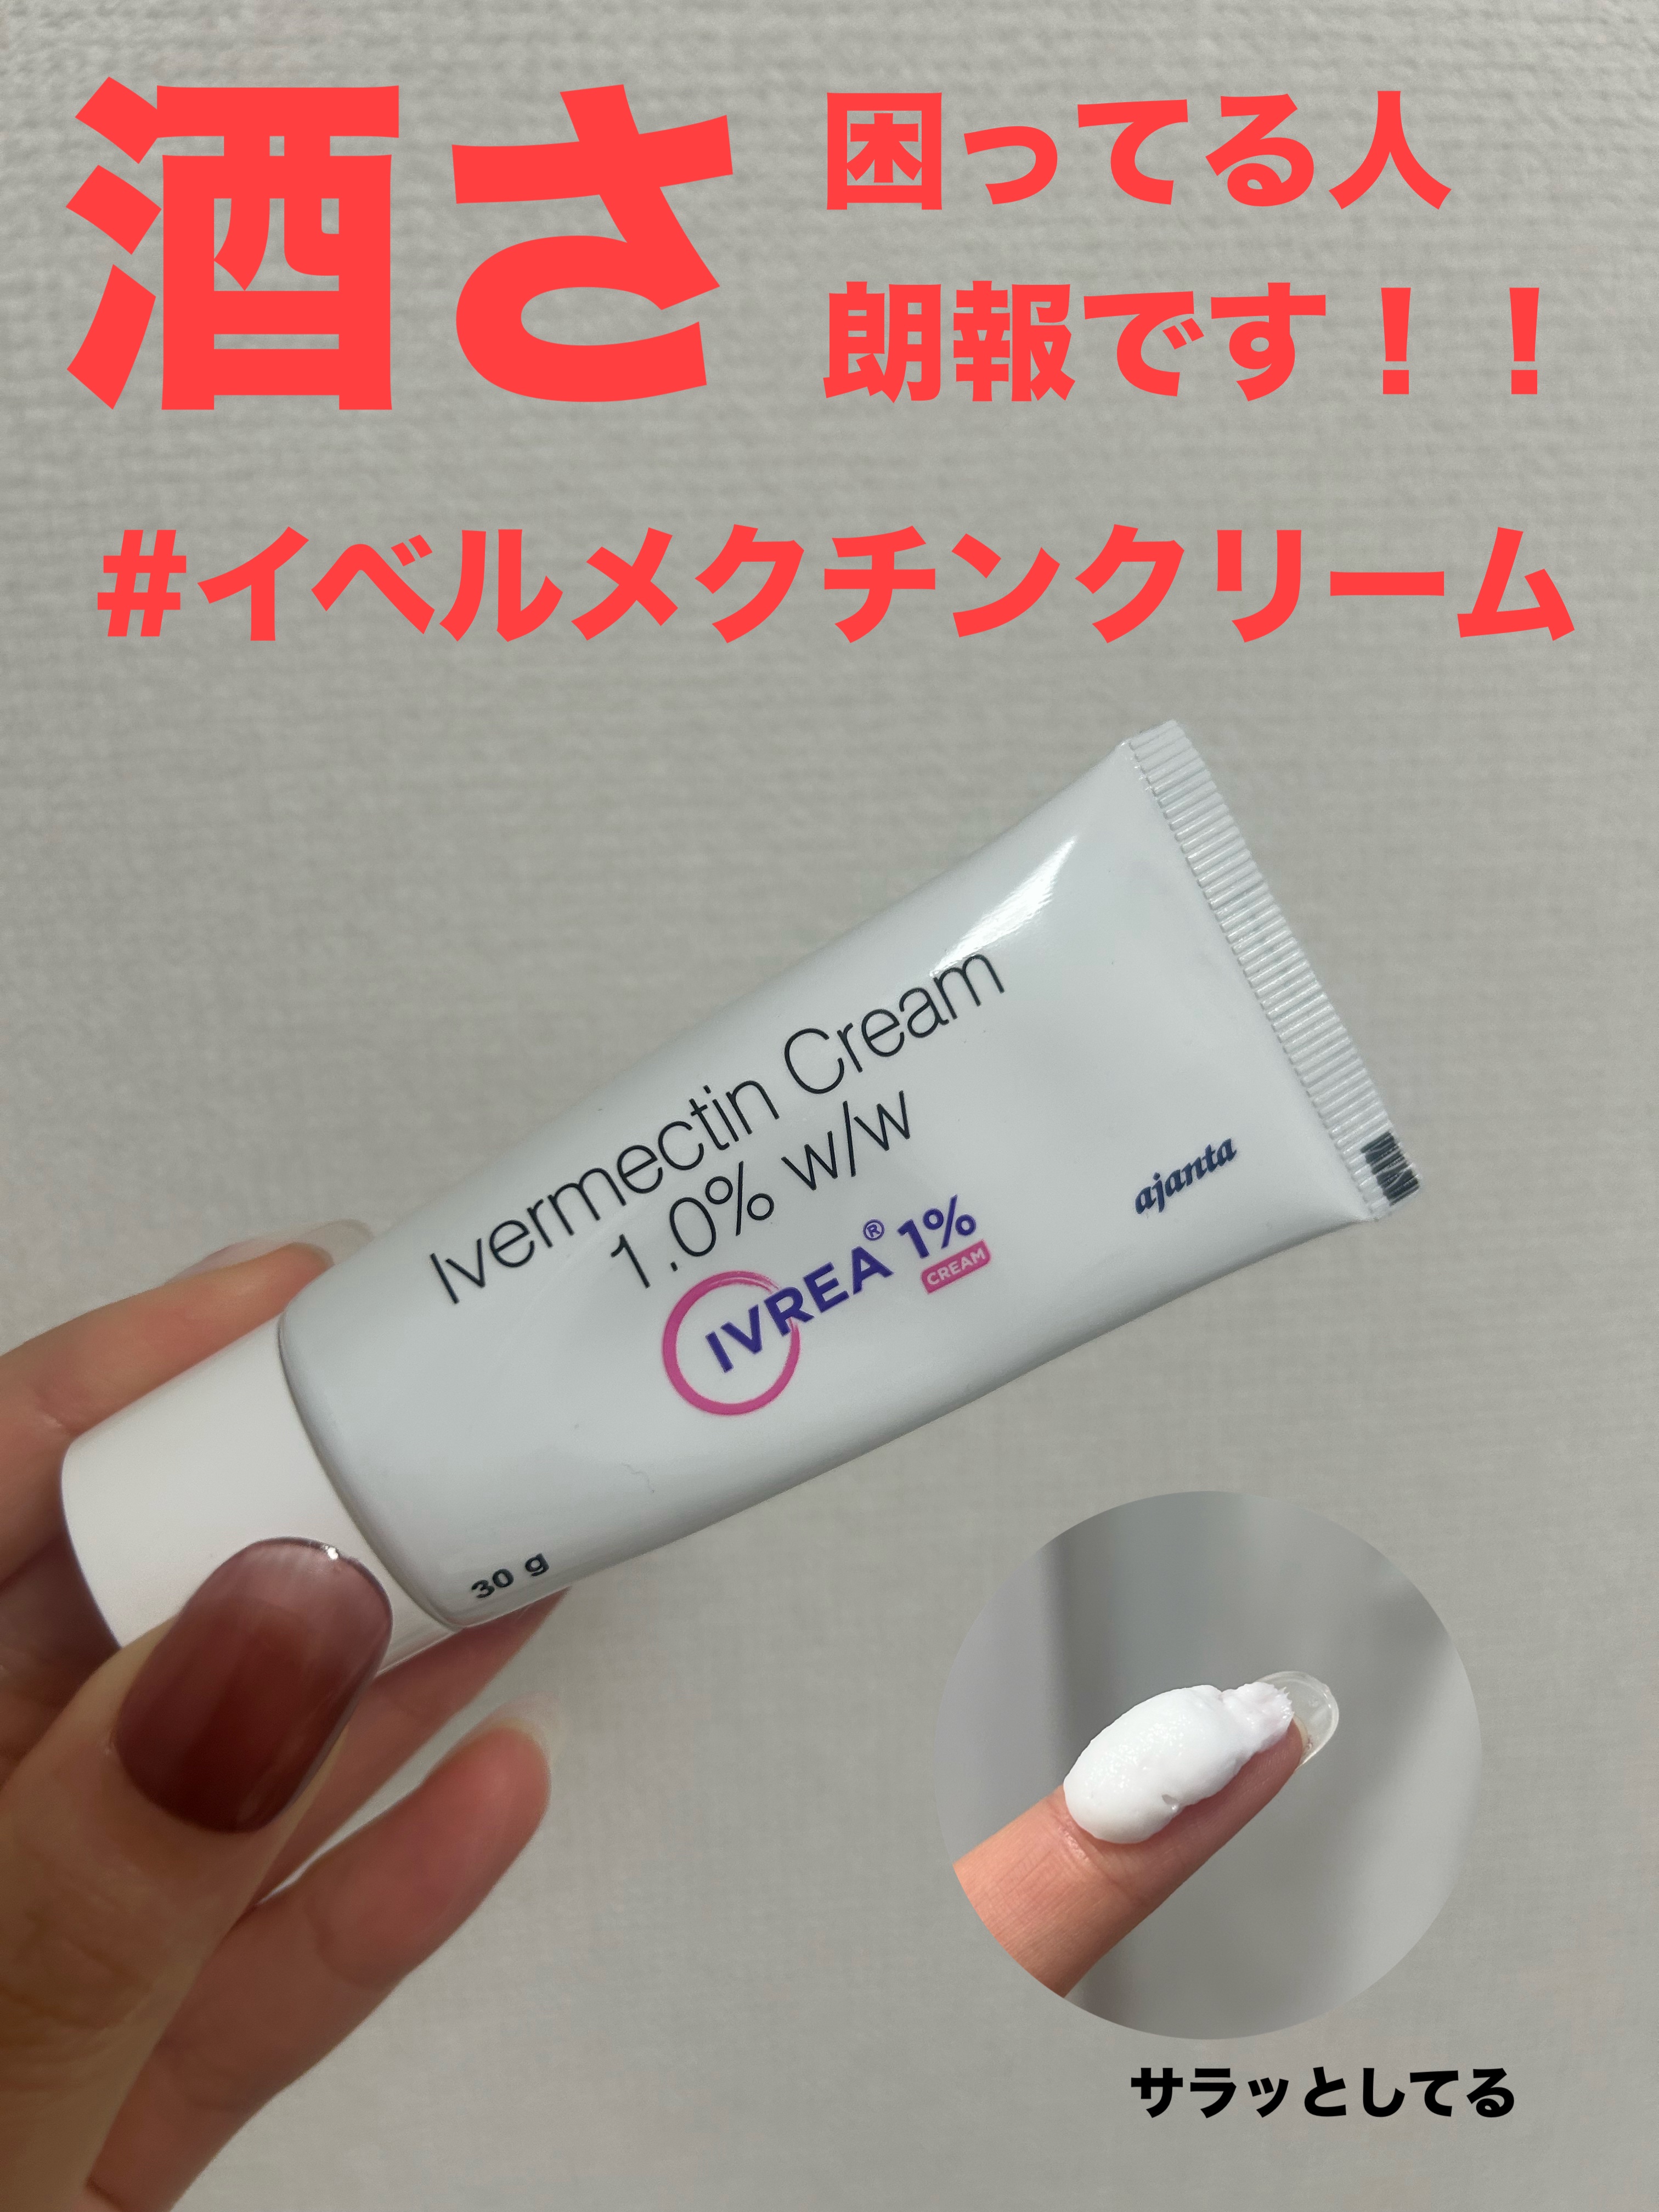 酒さ
困ってる人
朗報です！！
#イベルメクチンクリーム
Ivermectin Cream
1.0% w/w
IVREA® 1%
CREAM
ajanta
30 g
サラッとしてる